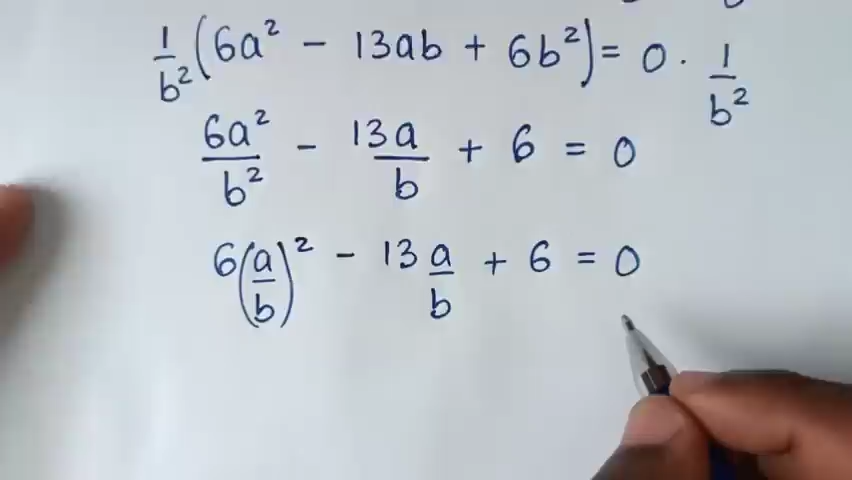 1/b² (6a² - 13ab + 6b²) = 0 · 1/b²
6a²/b² - 13a/b + 6 = 0
6(a/b)² - 13 a/b + 6 = 0